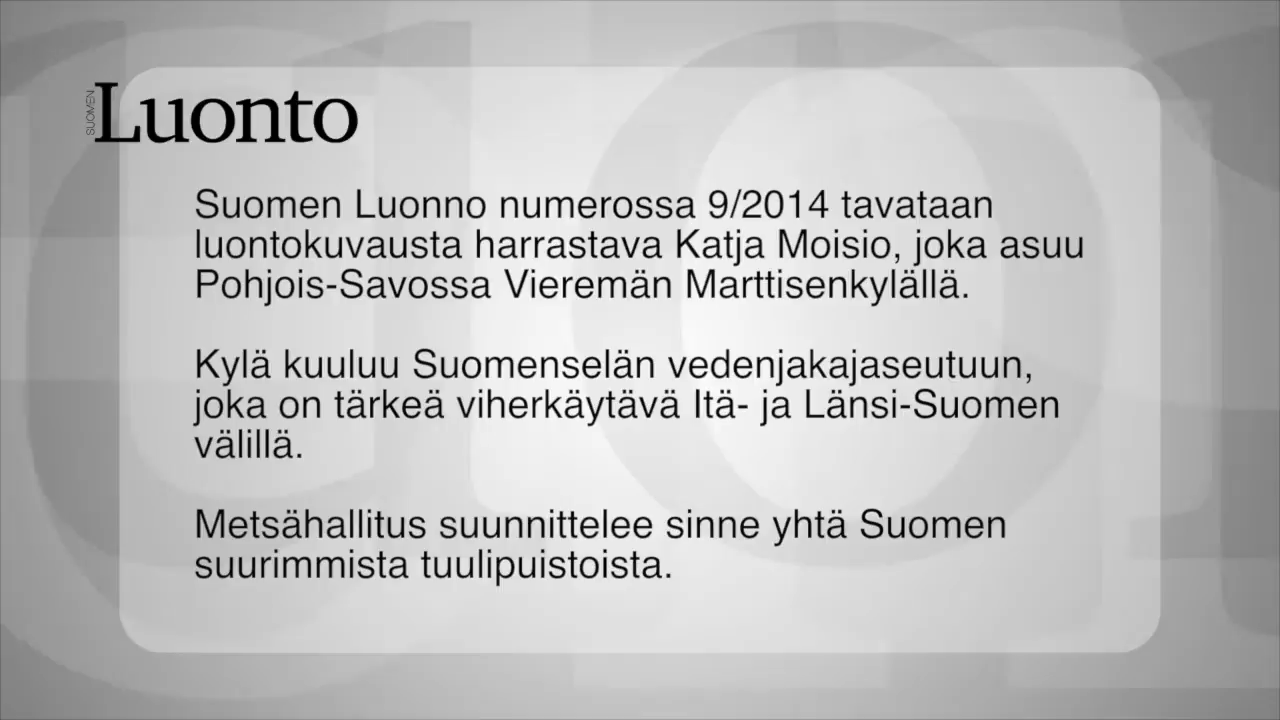 SUOMEN
Luonto
Suomen Luonno numerossa 9/2014 tavataan
luontokuvausta harrastava Katja Moisio, joka asuu
Pohjois-Savossa Vieremän Marttisenkylällä.
Kylä kuuluu Suomenselän vedenjakajaseutuun,
joka on tärkeä viherkäytävä Itä- ja Länsi-Suomen
välillä.
Metsähallitus suunnittelee sinne yhtä Suomen
suurimmista tuulipuistoista.